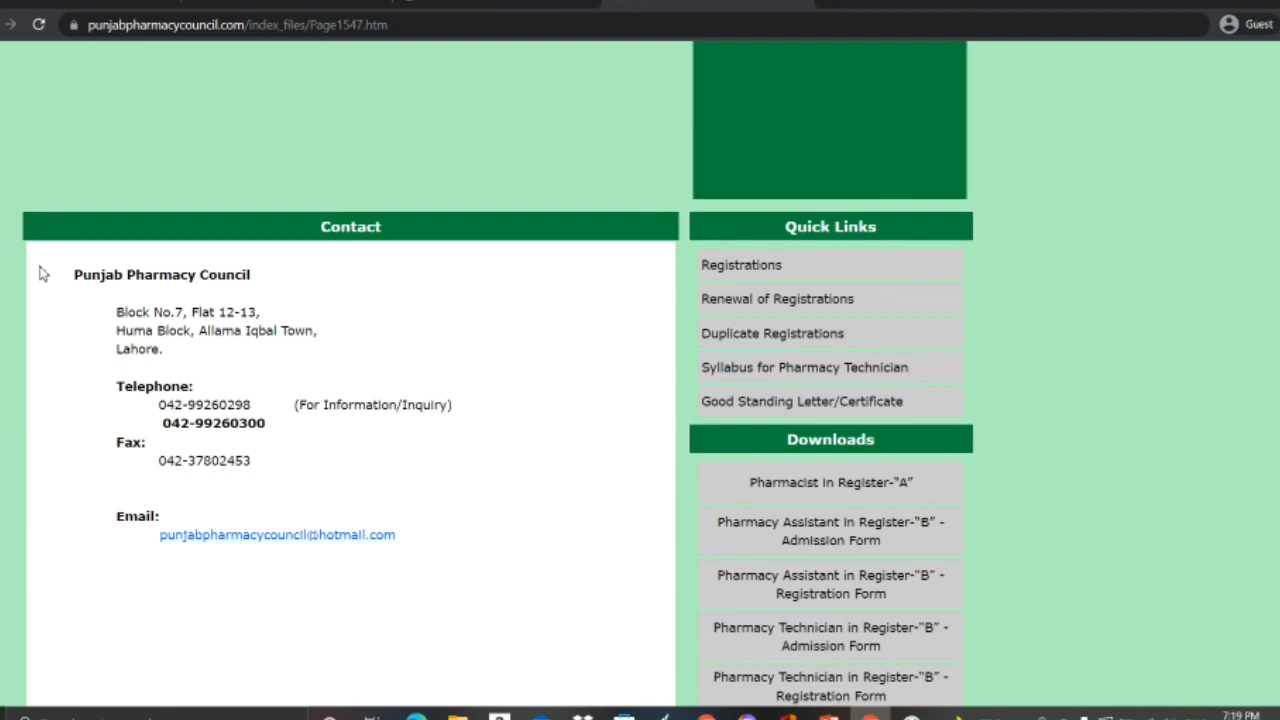 punjabpharmacycouncil.com/index_files/Page1547.htm
Guest
Contact
Punjab Pharmacy Council
Block No.7, Flat 12-13,
Huma Block, Allama Iqbal Town,
Lahore.
Telephone:
042-99260298 (For Information/Inquiry)
042-99260300
Fax:
042-37802453
Email:
punjabpharmacycouncil@hotmail.com
Quick Links
Registrations
Renewal of Registrations
Duplicate Registrations
Syllabus for Pharmacy Technician
Good Standing Letter/Certificate
Downloads
Pharmacist in Register-"A"
Pharmacy Assistant in Register-"B" -
Admission Form
Pharmacy Assistant in Register-"B" -
Registration Form
Pharmacy Technician in Register-"B" -
Admission Form
Pharmacy Technician in Register-"B" -
Registration Form
7:19 PM